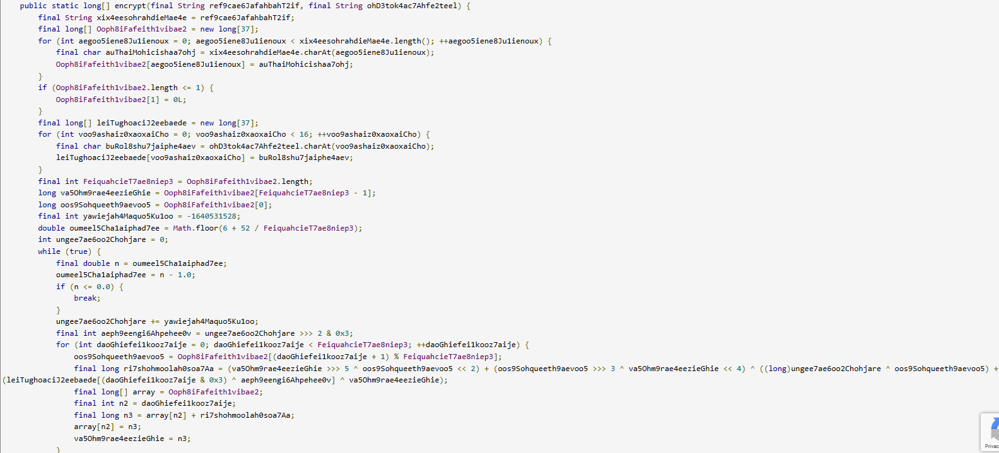 public static long[] encrypt(final String ref9cae6JafahbahT2if, final String ohD3tok4ac7Ahfe2teel) {
final String xix4eesohrahdieMae4e = ref9cae6JafahbahT2if;
final long[] Ooph8iFafeith1vibae2 = new long[37];
for (int aegoo5iene8Ju1ienoux = 0; aegoo5iene8Ju1ienoux < xix4eesohrahdieMae4e.length(); ++aegoo5iene8Ju1ienoux) {
final char auThaiMohicishaa7ohj = xix4eesohrahdieMae4e.charAt(aegoo5iene8Ju1ienoux);
Ooph8iFafeith1vibae2[aegoo5iene8Ju1ienoux] = auThaiMohicishaa7ohj;
}
if (Ooph8iFafeith1vibae2.length <= 1) {
Ooph8iFafeith1vibae2[1] = 0L;
}
final long[] leiTughoaciJ2eebaede = new long[37];
for (int voo9ashaiz0xaoxaiCho = 0; voo9ashaiz0xaoxaiCho < 16; ++voo9ashaiz0xaoxaiCho) {
final char buRol8shu7jaiphe4aev = ohD3tok4ac7Ahfe2teel.charAt(voo9ashaiz0xaoxaiCho);
leiTughoaciJ2eebaede[voo9ashaiz0xaoxaiCho] = buRol8shu7jaiphe4aev;
}
final int FeiquahcieT7ae8niep3 = Ooph8iFafeith1vibae2.length;
long va5Ohm9rae4eezieGhie = Ooph8iFafeith1vibae2[FeiquahcieT7ae8niep3 - 1];
long oos9Sohqueeth9aevoo5 = Ooph8iFafeith1vibae2[0];
final int yawiejah4Maquo5Ku1oo = -1640531528;
double oumeel5Cha1aiphad7ee = Math.floor(6 + 52 / FeiquahcieT7ae8niep3);
int ungee7ae6oo2Chohjare = 0;
while (true) {
final double n = oumeel5Cha1aiphad7ee;
oumeel5Cha1aiphad7ee = n - 1.0;
if (n <= 0.0) {
break;
}
ungee7ae6oo2Chohjare += yawiejah4Maquo5Ku1oo;
final int aeph9eengi6Ahpehee0v = ungee7ae6oo2Chohjare >>> 2 & 0x3;
for (int daoGhiefei1kooz7aije = 0; daoGhiefei1kooz7aije < FeiquahcieT7ae8niep3; ++daoGhiefei1kooz7aije) {
oos9Sohqueeth9aevoo5 = Ooph8iFafeith1vibae2[(daoGhiefei1kooz7aije + 1) % FeiquahcieT7ae8niep3];
final long ri7shohmoolah0soa7Aa = (va5Ohm9rae4eezieGhie >>> 5 ^ oos9Sohqueeth9aevoo5 << 2) + (oos9Sohqueeth9aevoo5 >>> 3 ^ va5Ohm9rae4eezieGhie << 4) ^ ((long)ungee7ae6oo2Chohjare ^ oos9Sohqueeth9aevoo5) +
(leiTughoaciJ2eebaede[(daoGhiefei1kooz7aije & 0x3) ^ aeph9eengi6Ahpehee0v] ^ va5Ohm9rae4eezieGhie);
final long[] array = Ooph8iFafeith1vibae2;
final int n2 = daoGhiefei1kooz7aije;
final long n3 = array[n2] + ri7shohmoolah0soa7Aa;
array[n2] = n3;
va5Ohm9rae4eezieGhie = n3;
}
Privac